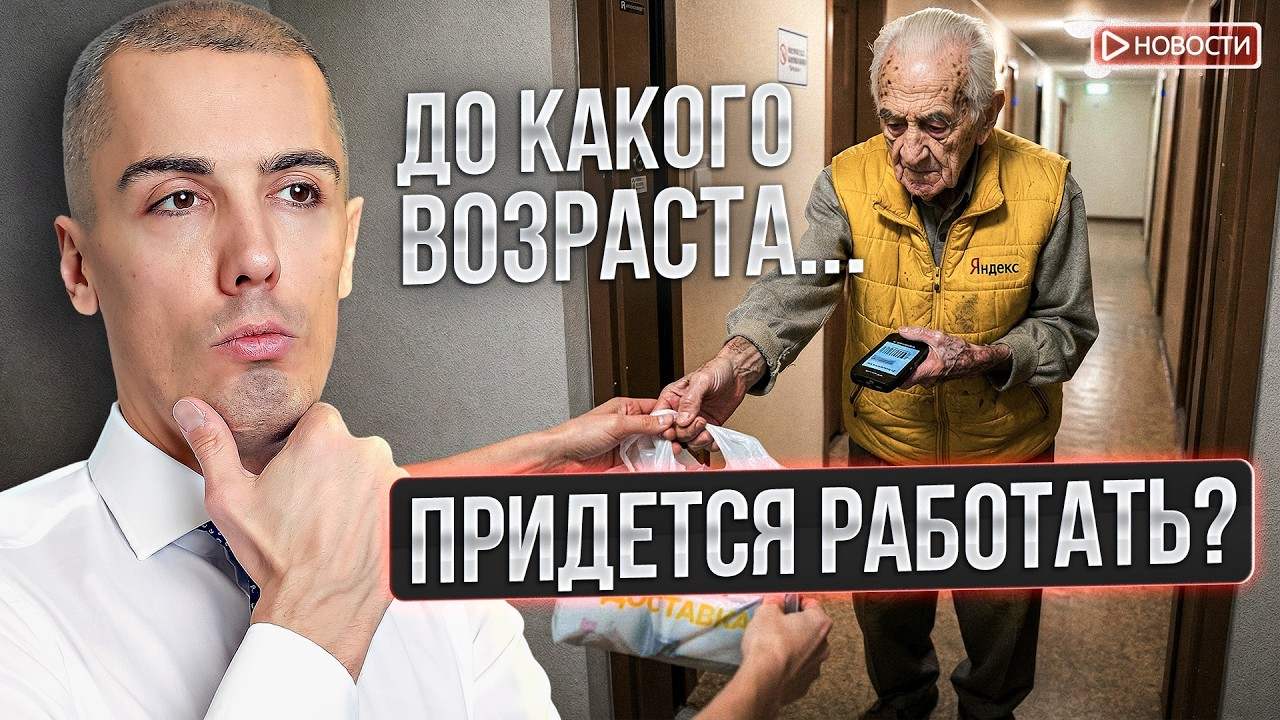 НОВОСТИ
ДО КАКОГО
ВОЗРАСТА...
Яндекс
ПРИДЕТСЯ РАБОТАТЬ?
ДОСТАВКА